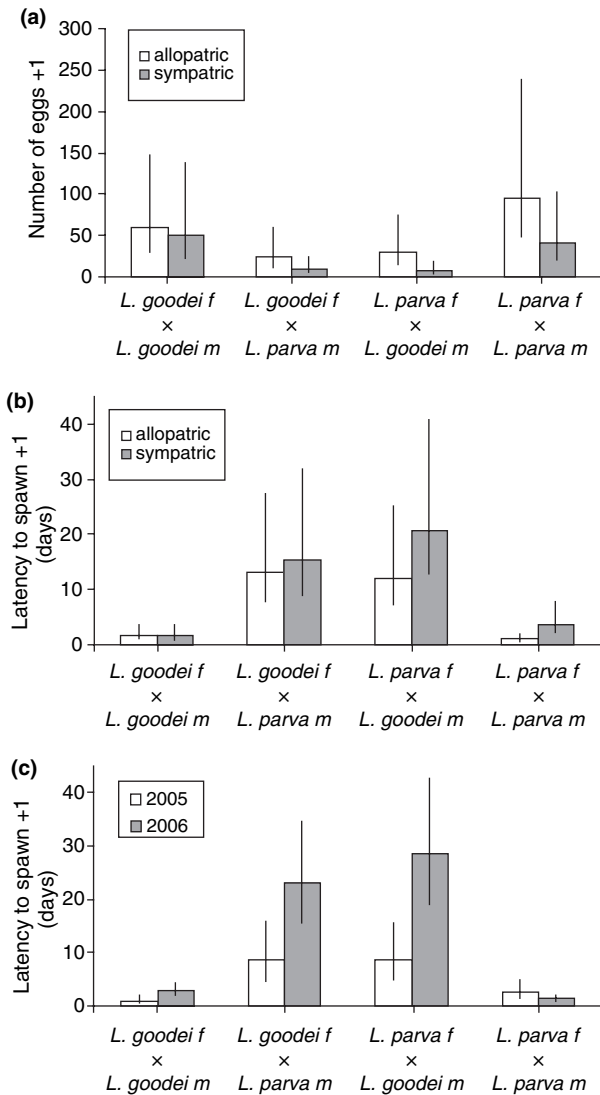 (a)
300
250
200
150
100
50
0
Number of eggs +1
allopatric
sympatric
L. goodei f L. goodei f L. parva f L. parva f
× × × ×
L. goodei m L. parva m L. goodei m L. parva m
(b)
40
30
20
10
0
Latency to spawn +1
(days)
allopatric
sympatric
L. goodei f L. goodei f L. parva f L. parva f
× × × ×
L. goodei m L. parva m L. goodei m L. parva m
(c)
40
30
20
10
0
Latency to spawn +1
(days)
2005
2006
L. goodei f L. goodei f L. parva f L. parva f
× × × ×
L. goodei m L. parva m L. goodei m L. parva m